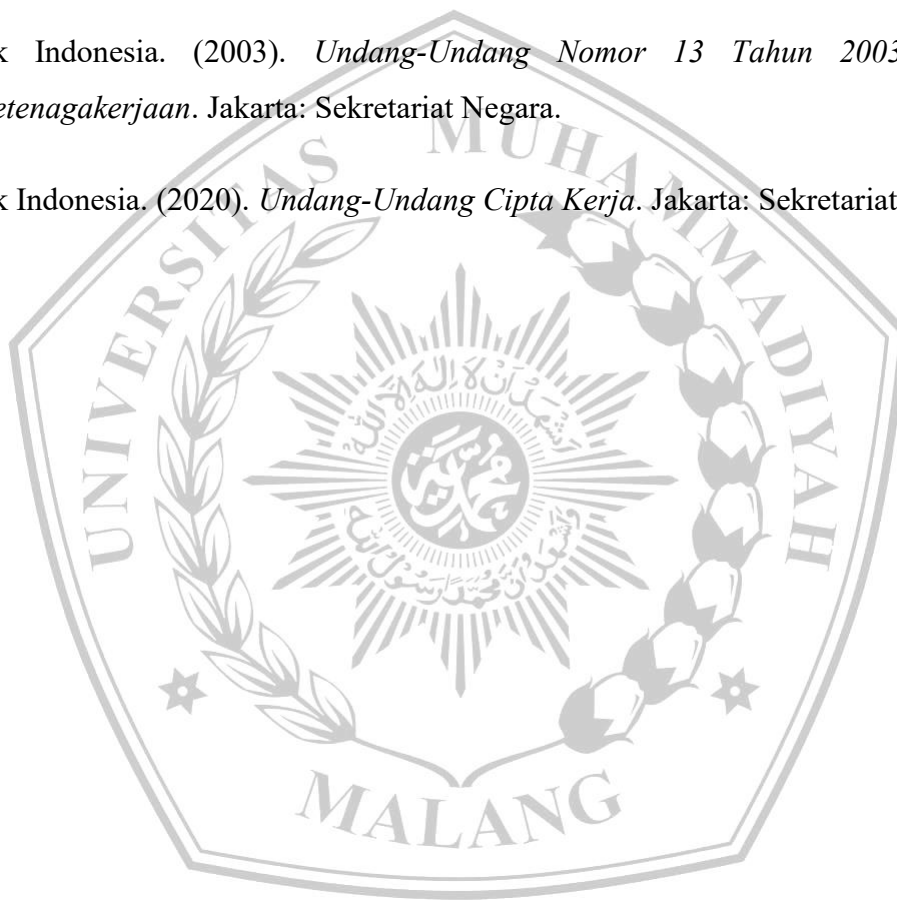 k Indonesia. (2003). Undang-Undang Nomor 13 Tahun 2003
etenagakerjaan. Jakarta: Sekretariat Negara.
k Indonesia. (2020). Undang-Undang Cipta Kerja. Jakarta: Sekretariat
UNIVERSITAS MUHAMMADIYAH
MALANG